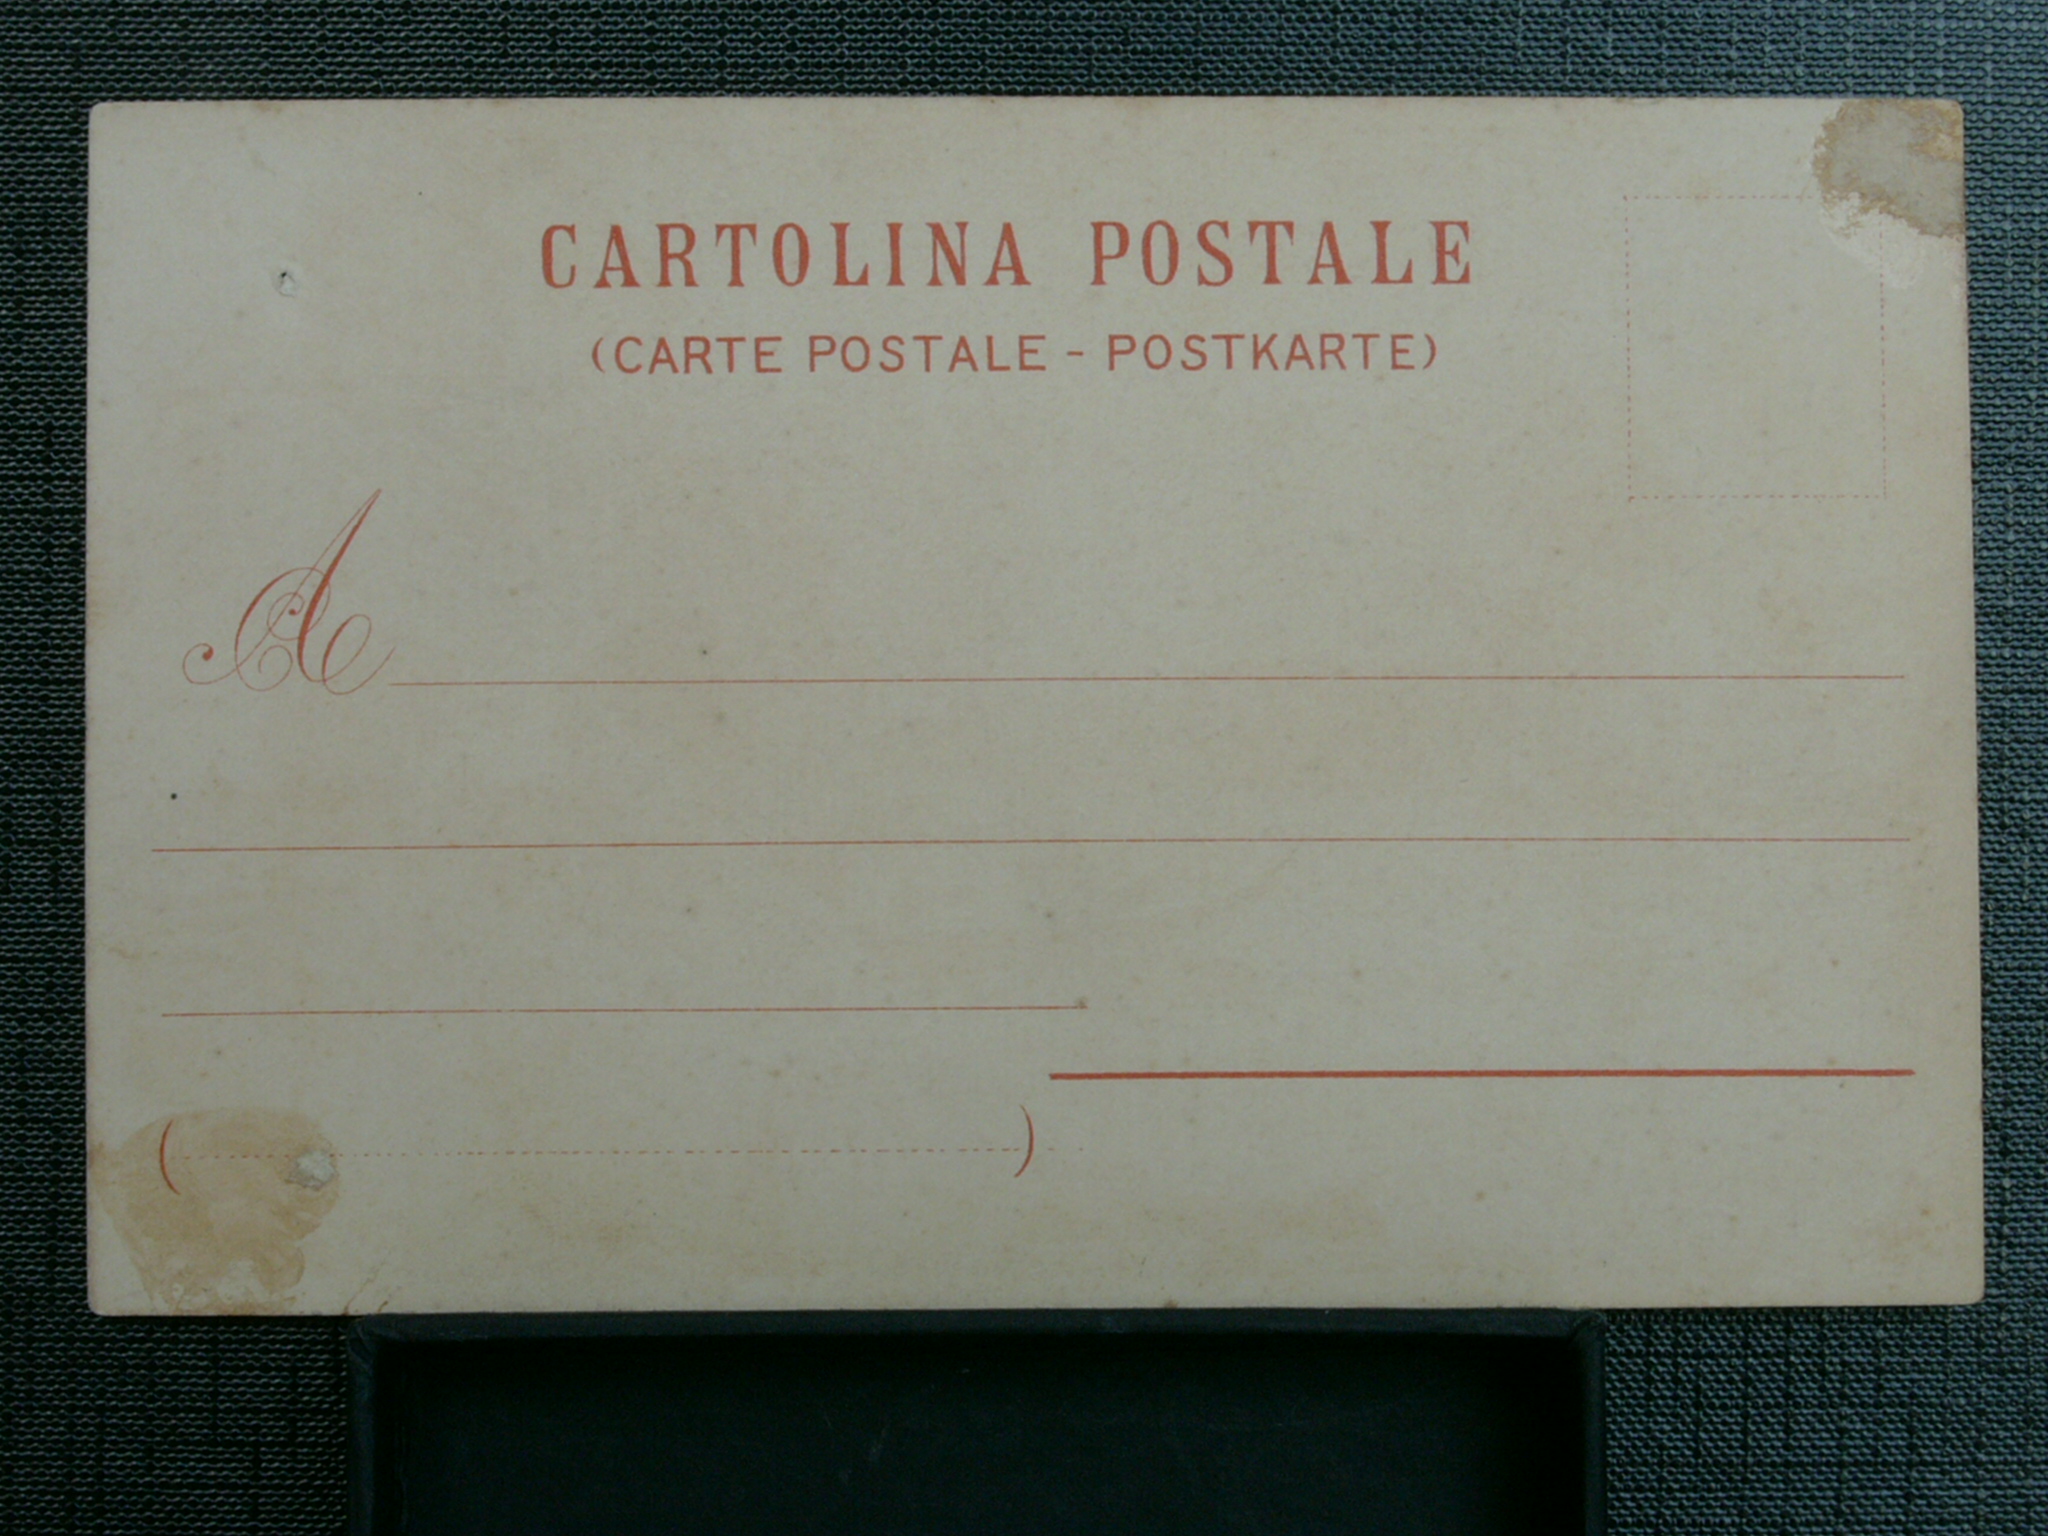 CARTOLINA POSTALE
(CARTE POSTALE - POSTKARTE)
A
( )